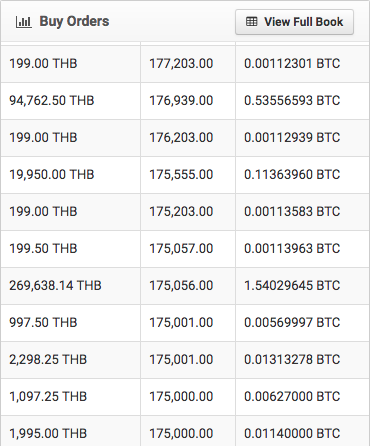 Buy Orders View Full Book
199.00 THB 177,203.00 0.00112301 BTC
94,762.50 THB 176,939.00 0.53556593 BTC
199.00 THB 176,203.00 0.00112939 BTC
19,950.00 THB 175,555.00 0.11363960 BTC
199.00 THB 175,203.00 0.00113583 BTC
199.50 THB 175,057.00 0.00113963 BTC
269,638.14 THB 175,056.00 1.54029645 BTC
997.50 THB 175,001.00 0.00569997 BTC
2,298.25 THB 175,001.00 0.01313278 BTC
1,097.25 THB 175,000.00 0.00627000 BTC
1,995.00 THB 175,000.00 0.01140000 BTC